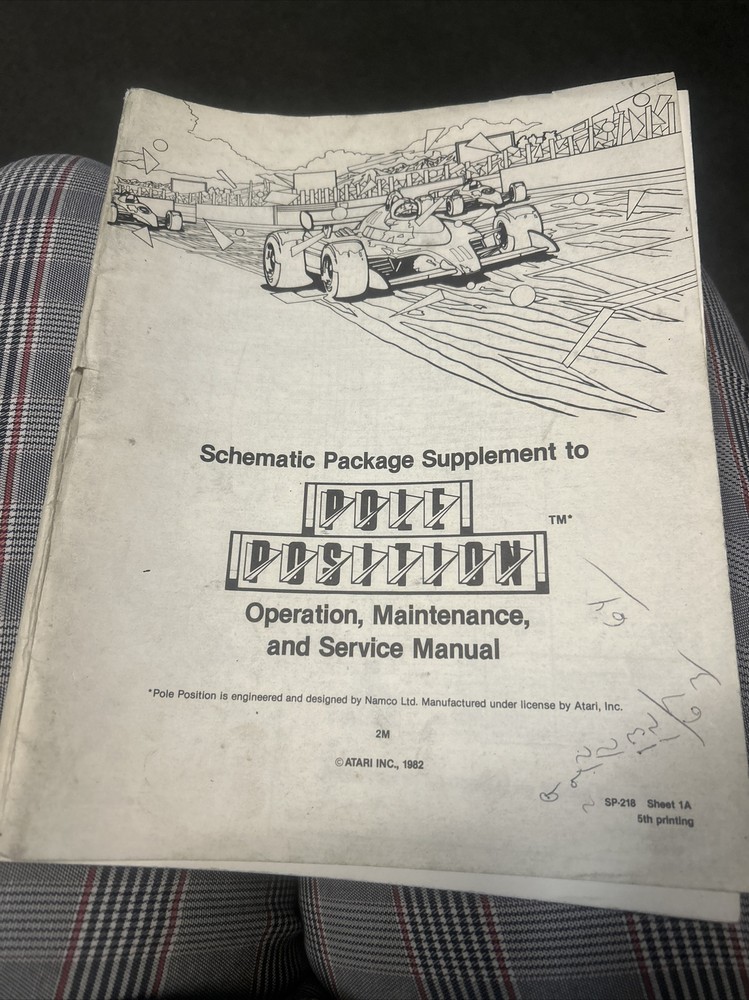 Schematic Package Supplement to
POLE
POSITION
TM*
Operation, Maintenance,
and Service Manual
*Pole Position is engineered and designed by Namco Ltd. Manufactured under license by Atari, Inc.
2M
©ATARI INC., 1982
SP-218 Sheet 1A
5th printing